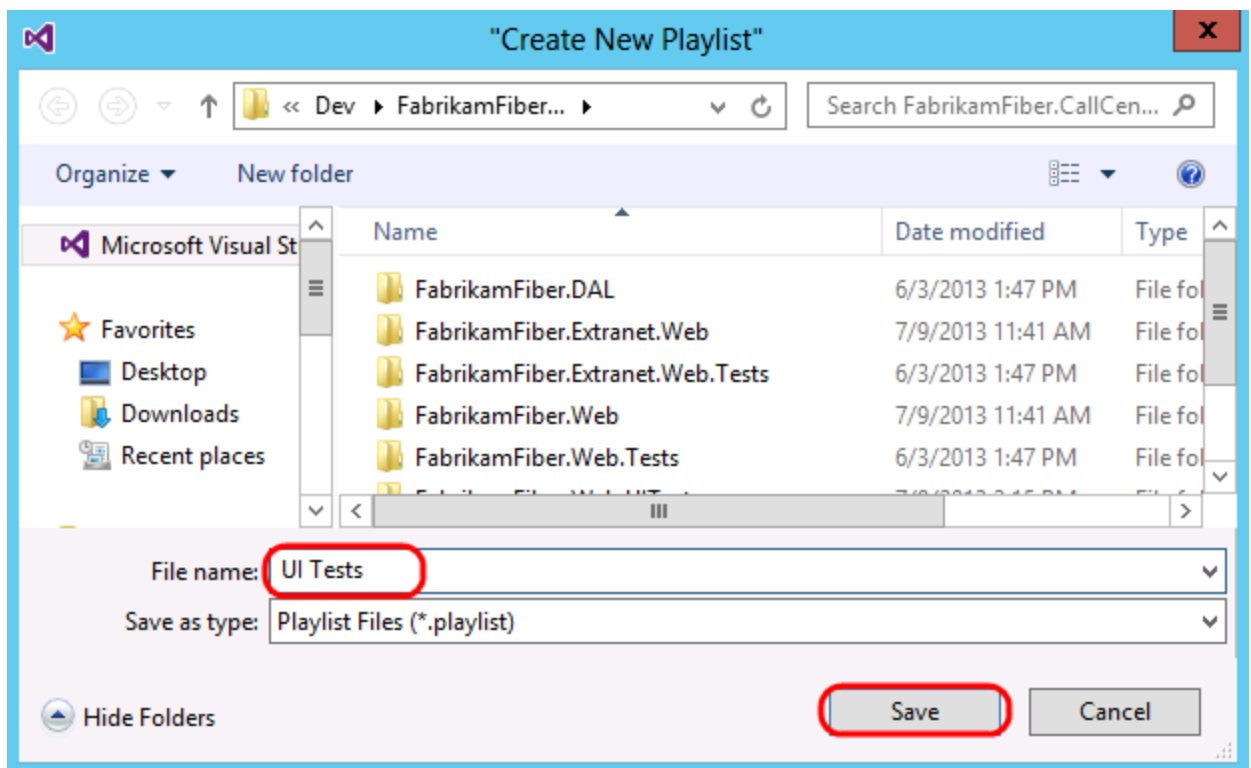 "Create New Playlist"
x
« Dev FabrikamFiber...
Search FabrikamFiber.CallCen...
Organize New folder
?
Microsoft Visual St
Name Date modified Type
FabrikamFiber.DAL 6/3/2013 1:47 PM File fol
Favorites
FabrikamFiber.Extranet.Web 7/9/2013 11:41 AM File fol
Desktop
FabrikamFiber.Extranet.Web.Tests 6/3/2013 1:47 PM File fol
Downloads
FabrikamFiber.Web 7/9/2013 11:41 AM File fol
Recent places
FabrikamFiber.Web.Tests 6/3/2013 1:47 PM File fol
File name: UI Tests
Save as type: Playlist Files (*.playlist)
Hide Folders
Save Cancel